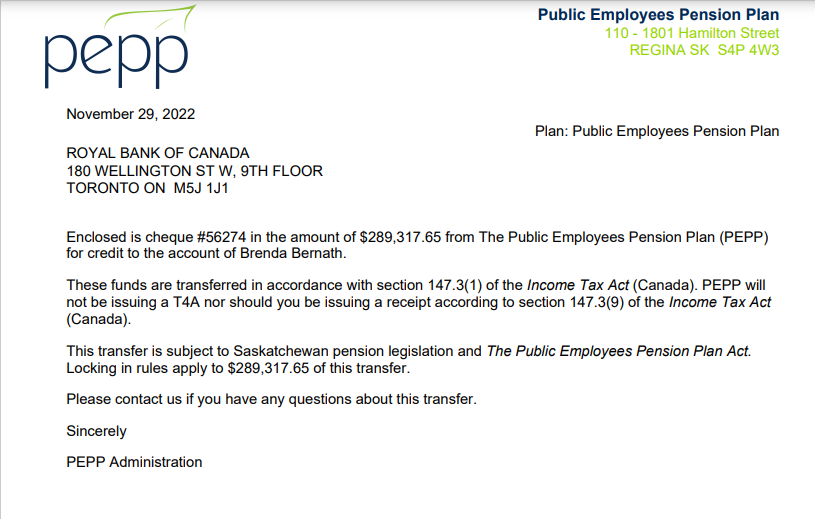 pepp
Public Employees Pension Plan
110 - 1801 Hamilton Street
REGINA SK  S4P 4W3
November 29, 2022
Plan: Public Employees Pension Plan
ROYAL BANK OF CANADA
180 WELLINGTON ST W, 9TH FLOOR
TORONTO ON  M5J 1J1
Enclosed is cheque #56274 in the amount of $289,317.65 from The Public Employees Pension Plan (PEPP)
for credit to the account of Brenda Bernath.
These funds are transferred in accordance with section 147.3(1) of the Income Tax Act (Canada). PEPP will
not be issuing a T4A nor should you be issuing a receipt according to section 147.3(9) of the Income Tax Act
(Canada).
This transfer is subject to Saskatchewan pension legislation and The Public Employees Pension Plan Act.
Locking in rules apply to $289,317.65 of this transfer.
Please contact us if you have any questions about this transfer.
Sincerely
PEPP Administration